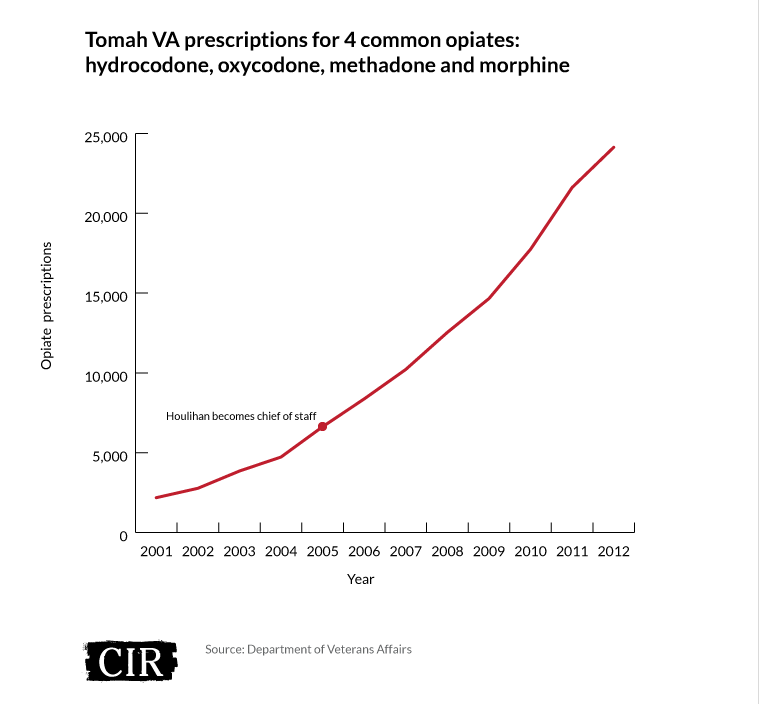 Tomah VA prescriptions for 4 common opiates:
hydrocodone, oxycodone, methadone and morphine
25,000
20,000
15,000
10,000
5,000
0
Opiate prescriptions
Houlihan becomes chief of staff
2001 2002 2003 2004 2005 2006 2007 2008 2009 2010 2011 2012
Year
CIR
Source: Department of Veterans Affairs